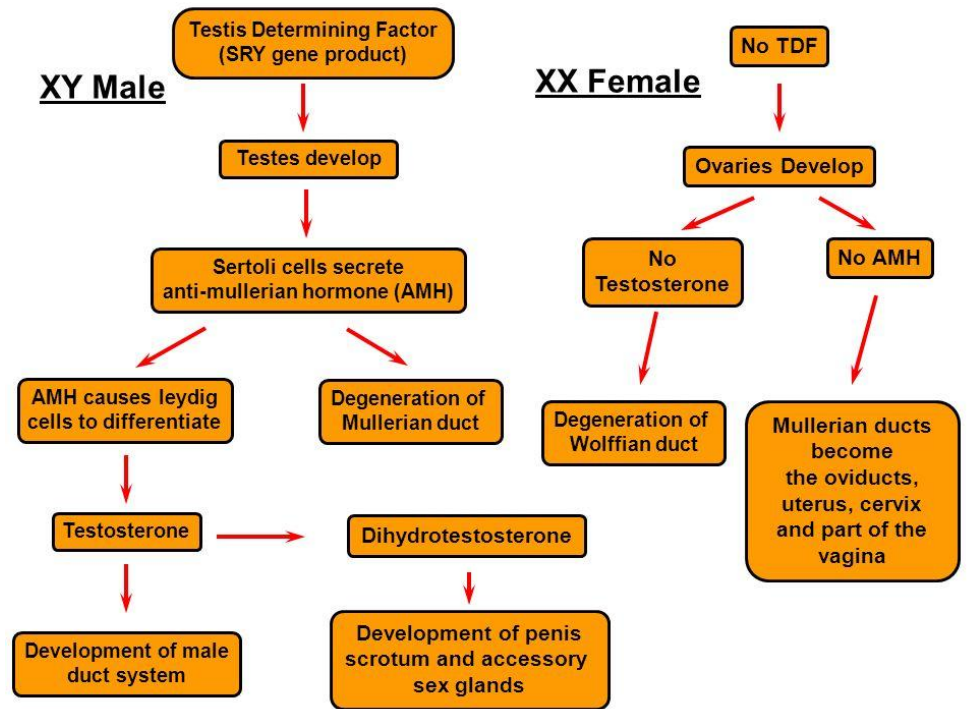 Testis Determining Factor
(SRY gene product)
XY Male
Testes develop
Sertoli cells secrete
anti-mullerian hormone (AMH)
AMH causes leydig
cells to differentiate
Degeneration of
Mullerian duct
Testosterone
Dihydrotestosterone
Development of male
duct system
Development of penis
scrotum and accessory
sex glands
No TDF
XX Female
Ovaries Develop
No
Testosterone
No AMH
Degeneration of
Wolffian duct
Mullerian ducts
become
the oviducts,
uterus, cervix
and part of the
vagina